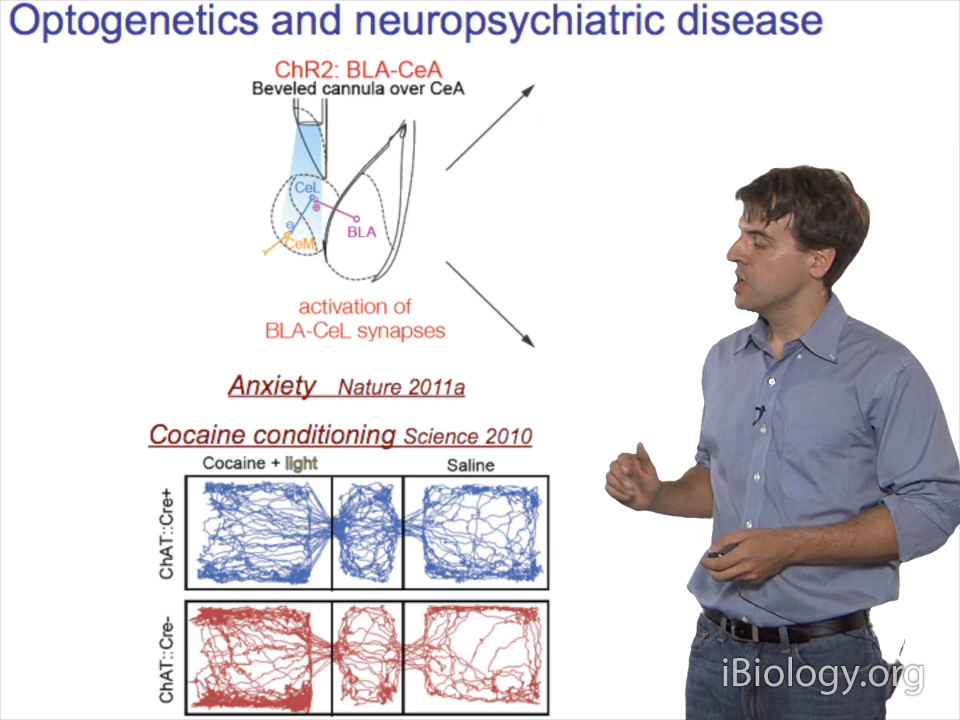 Optogenetics and neuropsychiatric disease
ChR2: BLA-CeA
Beveled cannula over CeA
CeL
BLA
CeM
activation of
BLA-CeL synapses
Anxiety Nature 2011a
Cocaine conditioning Science 2010
Cocaine + light
Saline
ChAT::Cre+
ChAT::Cre-
iBiology.org